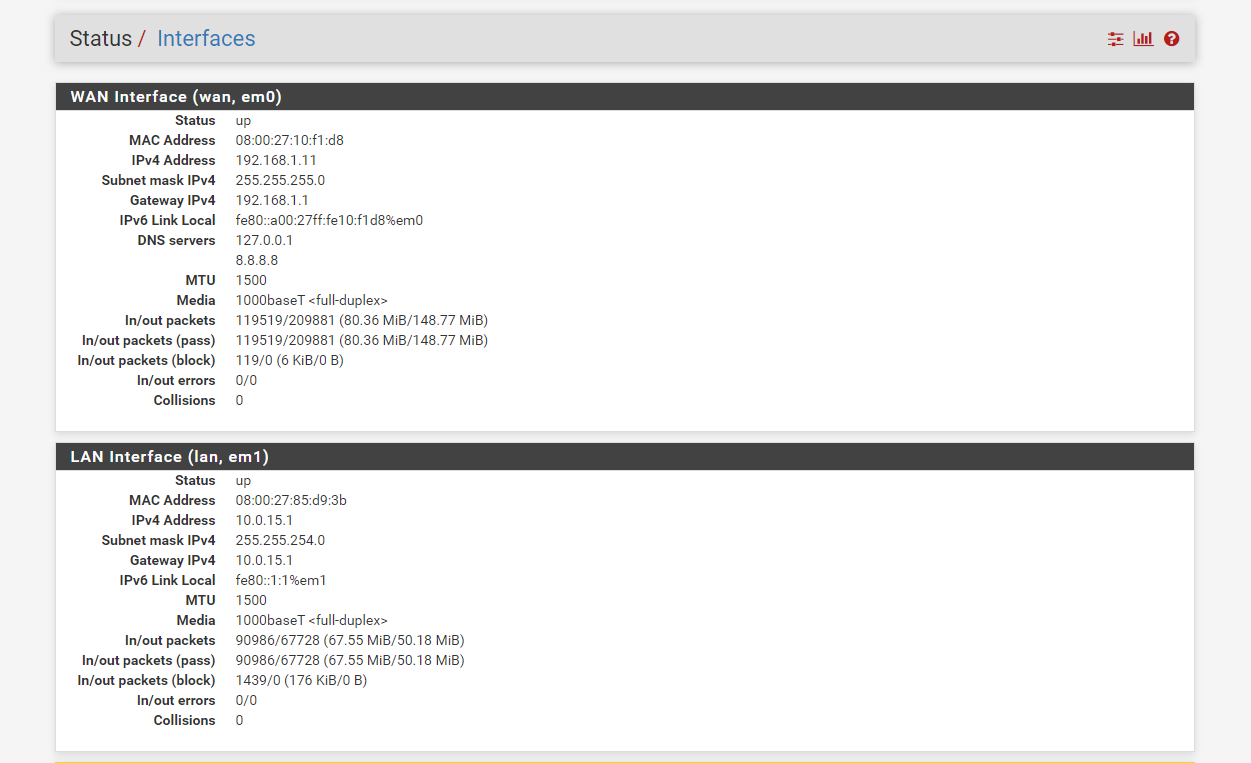 Status / Interfaces
WAN Interface (wan, em0)
Status up
MAC Address 08:00:27:10:f1:d8
IPv4 Address 192.168.1.11
Subnet mask IPv4 255.255.255.0
Gateway IPv4 192.168.1.1
IPv6 Link Local fe80::a00:27ff:fe10:f1d8%em0
DNS servers 127.0.0.1
8.8.8.8
MTU 1500
Media 1000baseT <full-duplex>
In/out packets 119519/209881 (80.36 MiB/148.77 MiB)
In/out packets (pass) 119519/209881 (80.36 MiB/148.77 MiB)
In/out packets (block) 119/0 (6 KiB/0 B)
In/out errors 0/0
Collisions 0
LAN Interface (lan, em1)
Status up
MAC Address 08:00:27:85:d9:3b
IPv4 Address 10.0.15.1
Subnet mask IPv4 255.255.254.0
Gateway IPv4 10.0.15.1
IPv6 Link Local fe80::1:1%em1
MTU 1500
Media 1000baseT <full-duplex>
In/out packets 90986/67728 (67.55 MiB/50.18 MiB)
In/out packets (pass) 90986/67728 (67.55 MiB/50.18 MiB)
In/out packets (block) 1439/0 (176 KiB/0 B)
In/out errors 0/0
Collisions 0